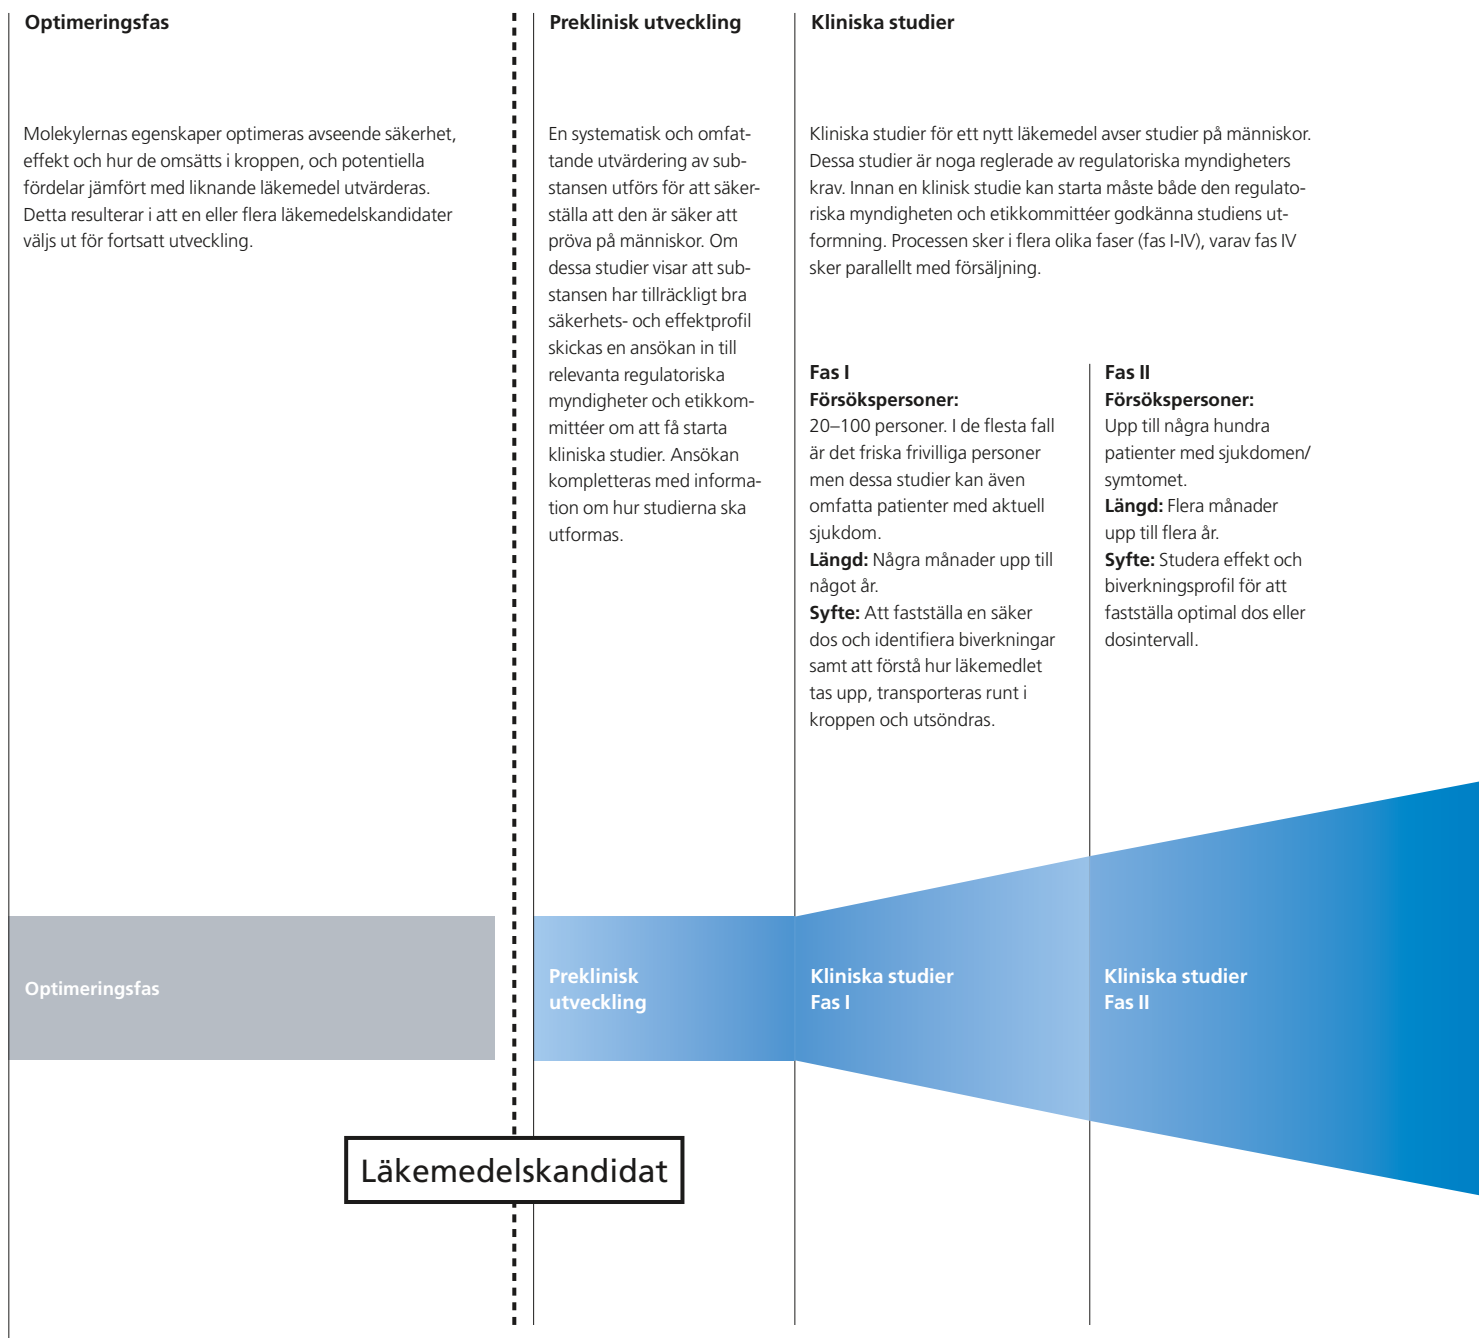 Optimeringsfas
Molekylernas egenskaper optimeras avseende säkerhet,
effekt och hur de omsätts i kroppen, och potentiella
fördelar jämfört med liknande läkemedel utvärderas.
Detta resulterar i att en eller flera läkemedelskandidater
väljs ut för fortsatt utveckling.
Preklinisk utveckling
En systematisk och omfat-
tande utvärdering av sub-
stansen utförs för att säker-
ställa att den är säker att
pröva på människor. Om
dessa studier visar att sub-
stansen har tillräckligt bra
säkerhets- och effektprofil
skickas en ansökan in till
relevanta regulatoriska
myndigheter och etikkom-
mittéer om att få starta
kliniska studier. Ansökan
kompletteras med informa-
tion om hur studierna ska
utformas.
Kliniska studier
Kliniska studier för ett nytt läkemedel avser studier på människor.
Dessa studier är noga reglerade av regulatoriska myndigheters
krav. Innan en klinisk studie kan starta måste både den regulato-
riska myndigheten och etikkommittéer godkänna studiens ut-
formning. Processen sker i flera olika faser (fas I-IV), varav fas IV
sker parallellt med försäljning.
Fas I
Försökspersoner:
20–100 personer. I de flesta fall
är det friska frivilliga personer
men dessa studier kan även
omfatta patienter med aktuell
sjukdom.
Längd: Några månader upp till
något år.
Syfte: Att fastställa en säker
dos och identifiera biverkningar
samt att förstå hur läkemedlet
tas upp, transporteras runt i
kroppen och utsöndras.
Fas II
Försökspersoner:
Upp till några hundra
patienter med sjukdomen/
symtomet.
Längd: Flera månader
upp till flera år.
Syfte: Studera effekt och
biverkningsprofil för att
fastställa optimal dos eller
dosintervall.
Optimeringsfas
Preklinisk
utveckling
Kliniska studier
Fas I
Kliniska studier
Fas II
Läkemedelskandidat